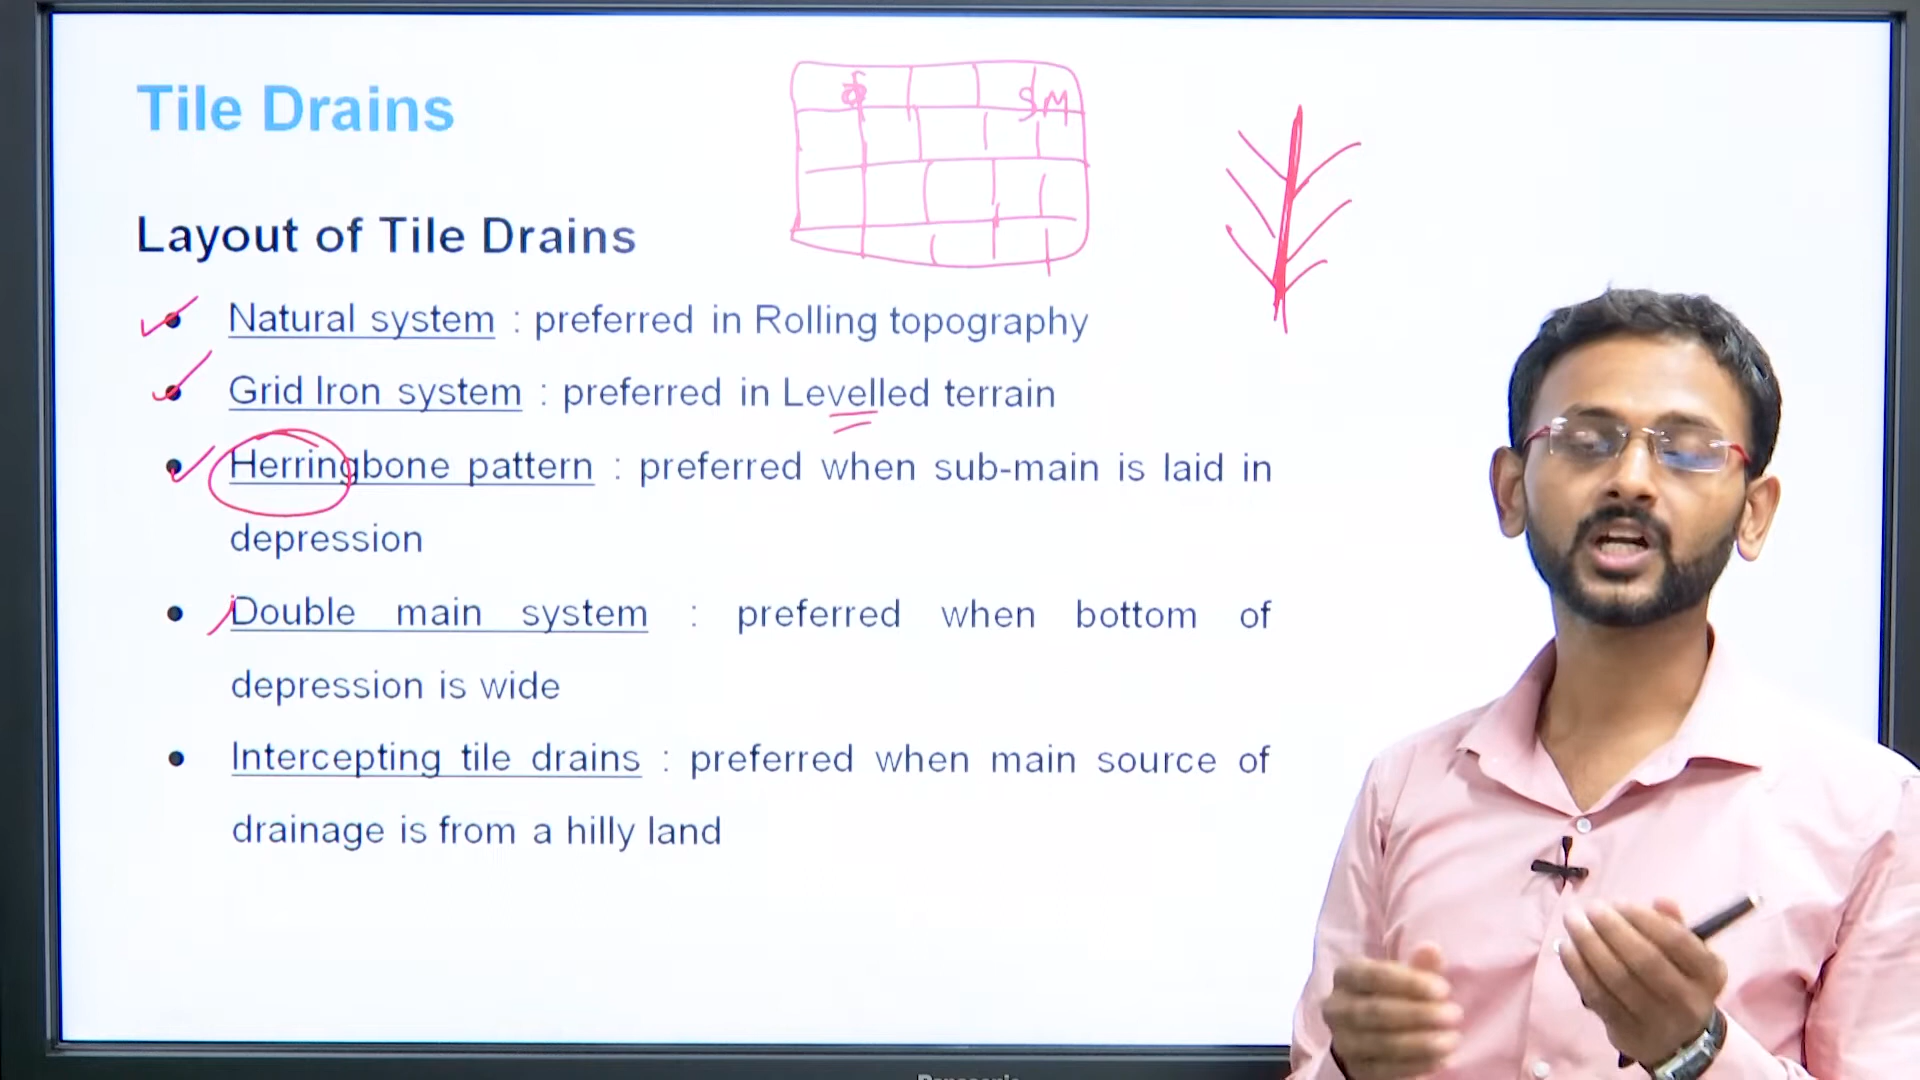 Tile Drains
S M
Layout of Tile Drains
Natural system : preferred in Rolling topography
Grid Iron system : preferred in Levelled terrain
Herringbone pattern : preferred when sub-main is laid in
depression
Double main system : preferred when bottom of
depression is wide
Intercepting tile drains : preferred when main source of
drainage is from a hilly land
Panasonic